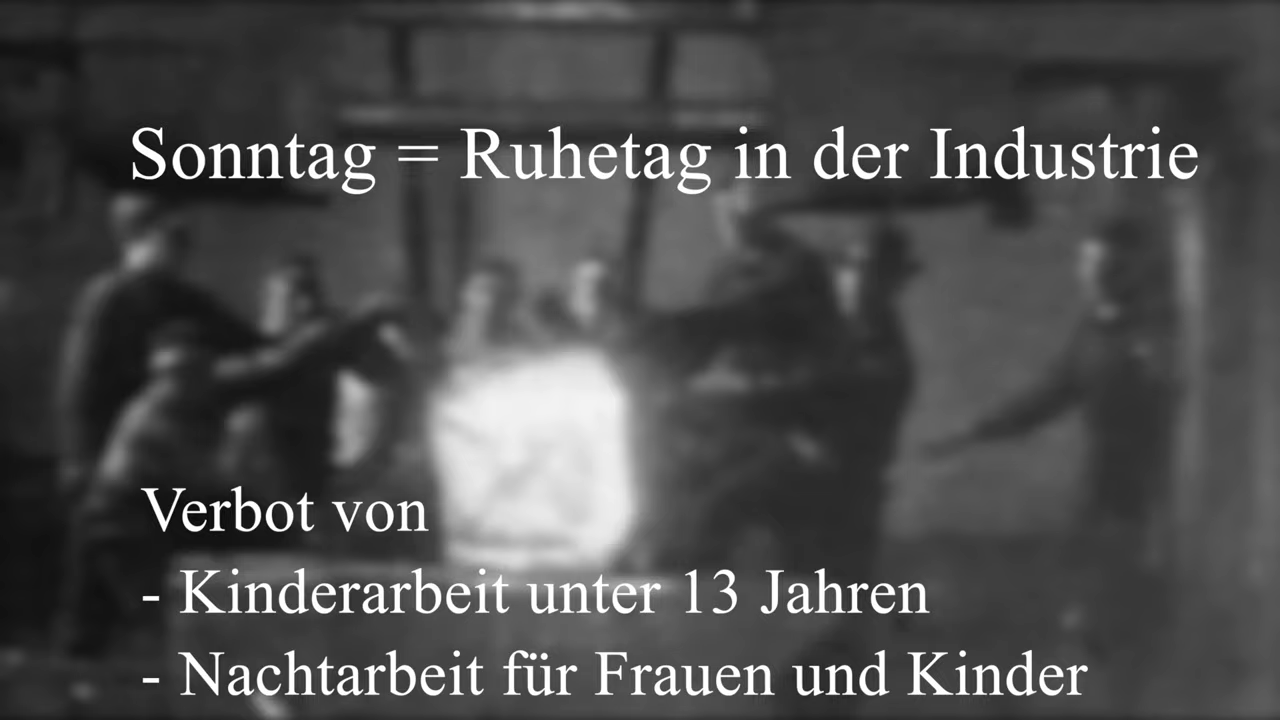 Sonntag = Ruhetag in der Industrie
Verbot von
- Kinderarbeit unter 13 Jahren
- Nachtarbeit für Frauen und Kinder